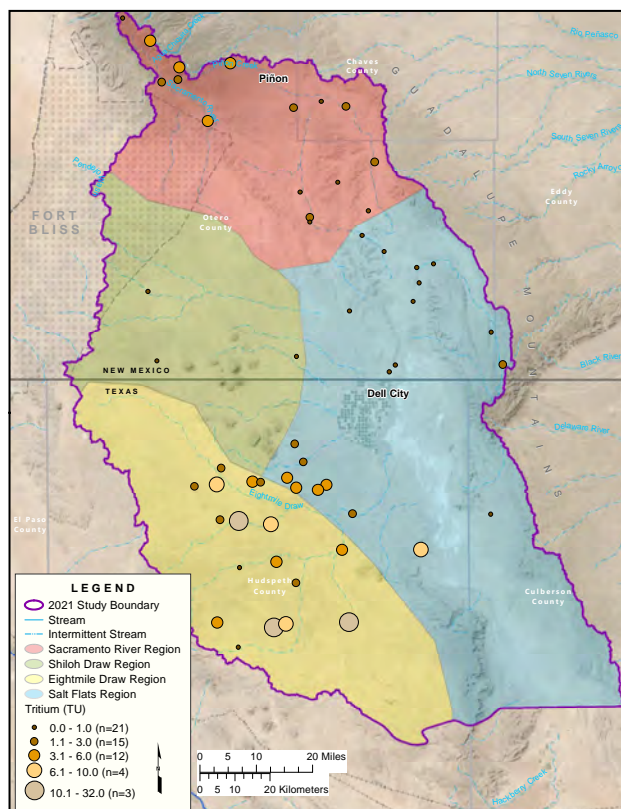 Rio Peñasco
Chaves
County
Piñon
North Seven Rivers
South Seven Rivers
Rocky Arroyo
GUADALUPE MOUNTAINS
Eddy
County
FORT
BLISS
Otero
County
Black River
NEW MEXICO
TEXAS
Dell City
Delaware River
Eightmile Draw
El Paso
County
Hudspeth
County
Culberson
County
LEGEND
2021 Study Boundary
Stream
Intermittent Stream
Sacramento River Region
Shiloh Draw Region
Eightmile Draw Region
Salt Flats Region
Tritium (TU)
0.0 - 1.0 (n=21)
1.1 - 3.0 (n=15)
3.1 - 6.0 (n=12)
6.1 - 10.0 (n=4)
10.1 - 32.0 (n=3)
N
0 5 10 20 Miles
0 5 10 20 Kilometers
Hackberry Creek